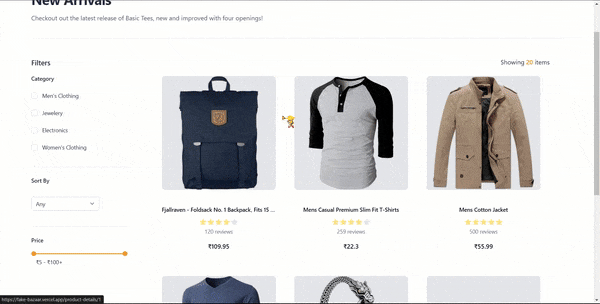 New Arrivals
Checkout out the latest release of Basic Tees, new and improved with four openings!
Filters
Showing 20 items
Category
Men's Clothing
Jewelery
Electronics
Women's Clothing
Sort By
Any
Price
₹5 - ₹100+
Fjallraven - Foldsack No. 1 Backpack, Fits 15 ...
120 reviews
₹109.95
Mens Casual Premium Slim Fit T-Shirts
259 reviews
₹22.3
Mens Cotton Jacket
500 reviews
₹55.99
https://fake-bazaar.vercel.app/product-details/1